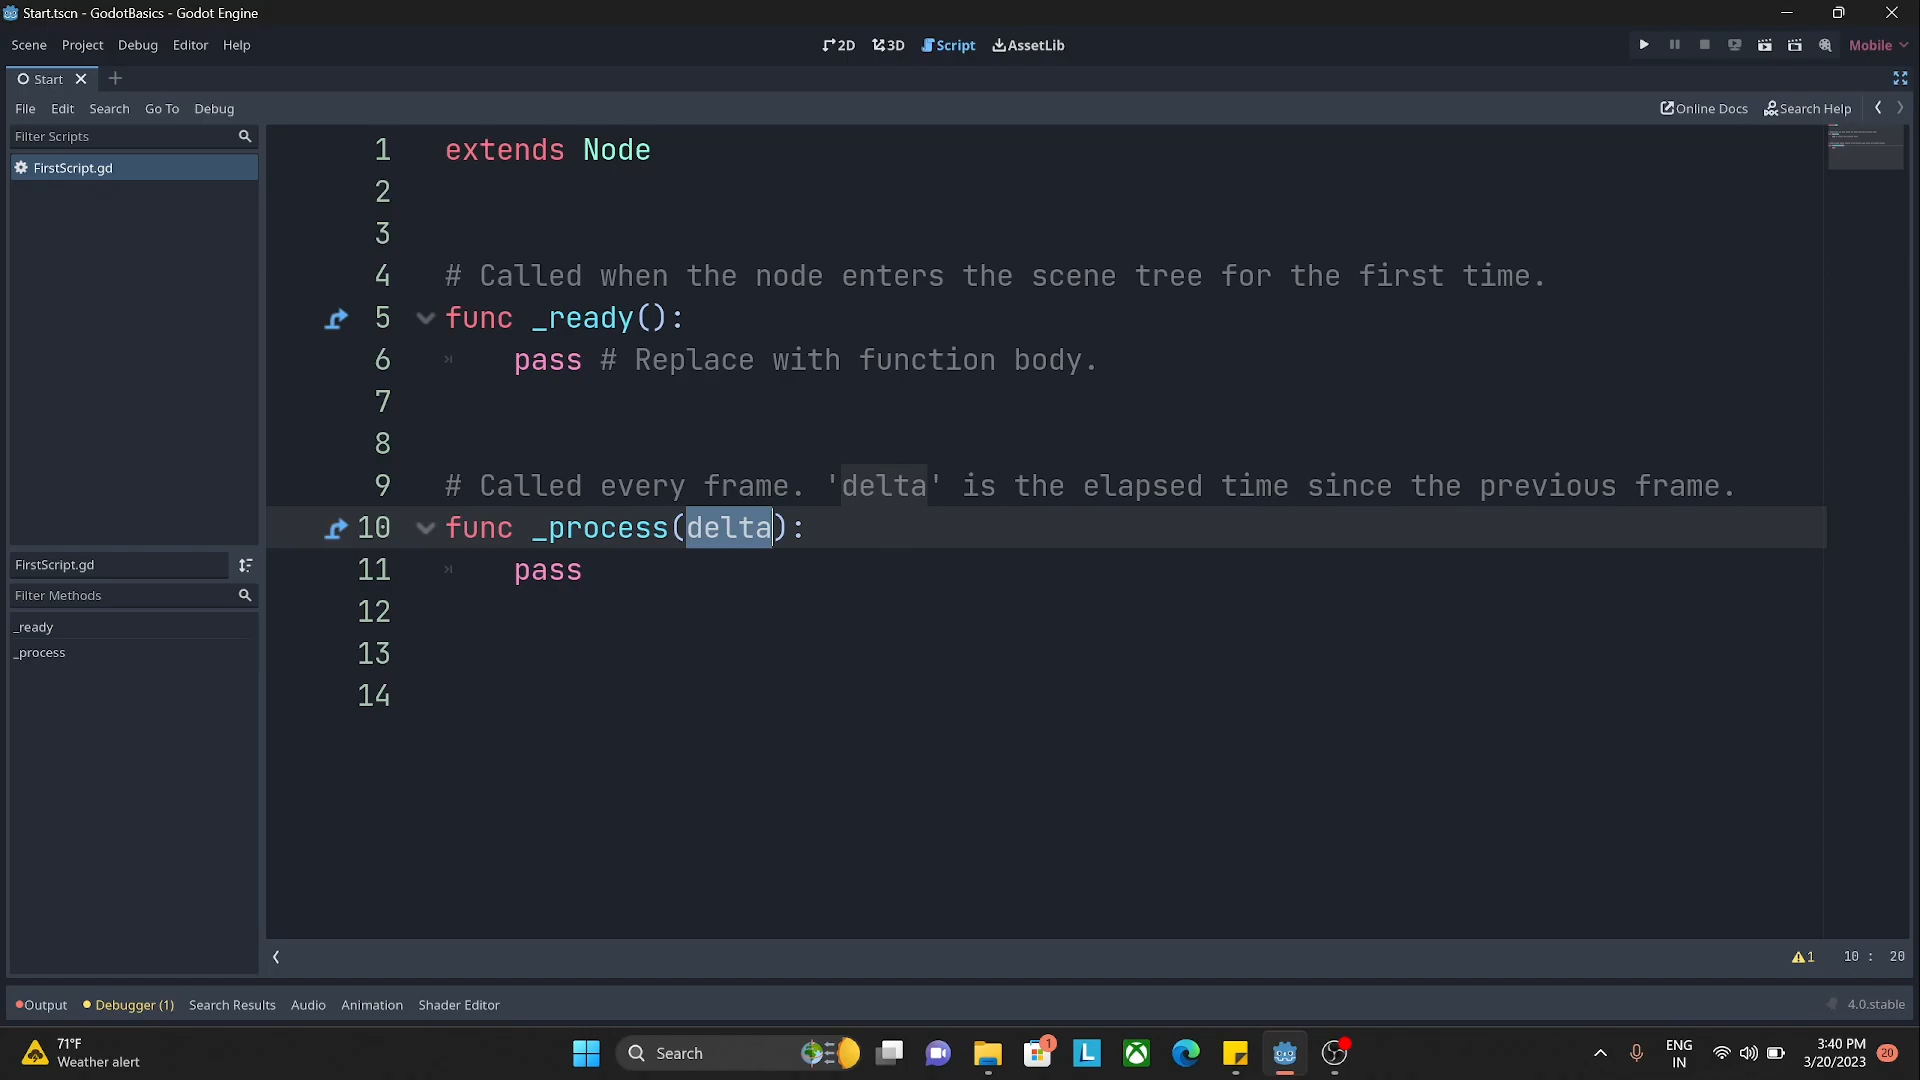 Start.tscn - GodotBasics - Godot Engine
Scene Project Debug Editor Help
2D 3D Script AssetLib
Mobile
Start
File Edit Search Go To Debug
Online Docs Search Help
Filter Scripts
FirstScript.gd
1 extends Node
2
3
4 # Called when the node enters the scene tree for the first time.
5 func _ready():
6 pass # Replace with function body.
7
8
9 # Called every frame. 'delta' is the elapsed time since the previous frame.
10 func _process(delta):
11 pass
12
13
14
FirstScript.gd
Filter Methods
_ready
_process
1 10 : 20
Output Debugger (1) Search Results Audio Animation Shader Editor
4.0.stable
71°F
Weather alert
Search
1
L
ENG
IN
3:40 PM
3/20/2023
20